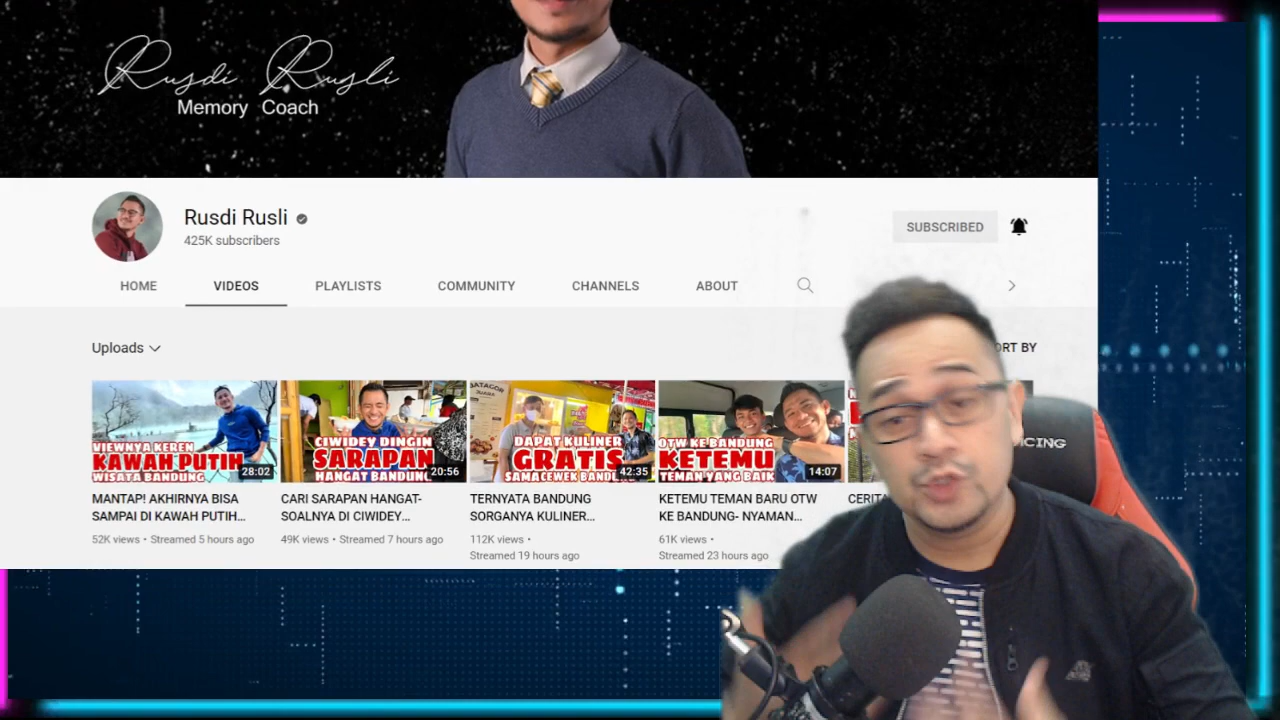 Rusdi Rusli
Memory Coach
Rusdi Rusli
425K subscribers
SUBSCRIBED
HOME
VIDEOS
PLAYLISTS
COMMUNITY
CHANNELS
ABOUT
Uploads
ORT BY
VIEWNYA KEREN
KAWAH PUTIH
WISATA BANDUNG
28:02
CIWIDEY DINGIN
SARAPAN
HANGAT BANDUNG
20:56
DAPAT KULINER
GRATIS
SAMACEWEK BAND
42:35
OTW KE BANDUNG
KETEMU
TEMAN YANG BAIK
14:07
MANTAP! AKHIRNYA BISA
SAMPAI DI KAWAH PUTIH...
52K views • Streamed 5 hours ago
CARI SARAPAN HANGAT-
SOALNYA DI CIWIDEY...
49K views • Streamed 7 hours ago
TERNYATA BANDUNG
SORGANYA KULINER...
112K views •
Streamed 19 hours ago
KETEMU TEMAN BARU OTW
KE BANDUNG- NYAMAN...
61K views •
Streamed 23 hours ago
CERITA